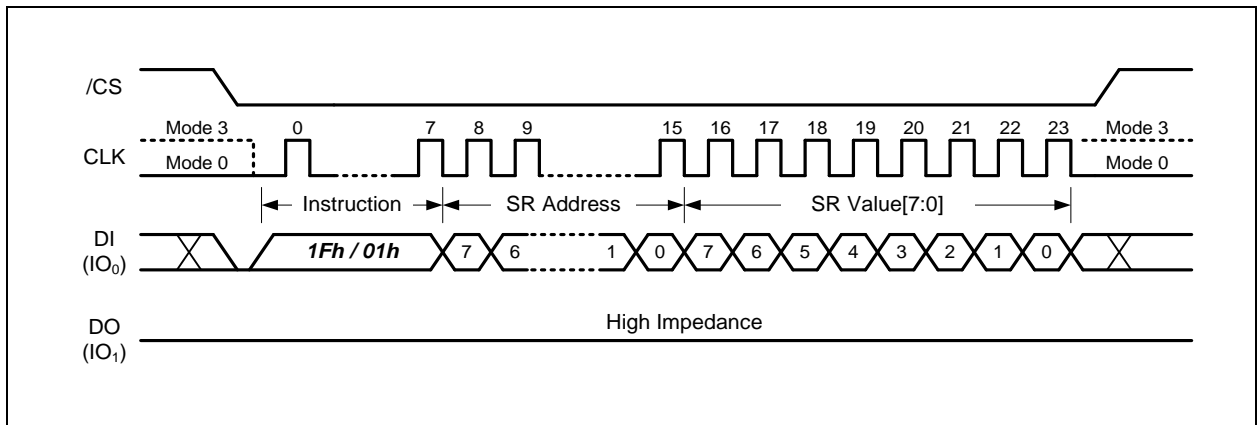 /CS
Mode 3 0 7 8 9 15 16 17 18 19 20 21 22 23 Mode 3
CLK
Mode 0 Mode 0
Instruction SR Address SR Value[7:0]
DI
(IO₀)
1Fh / 01h 7 6 1 0 7 6 5 4 3 2 1 0
High Impedance
DO
(IO₁)